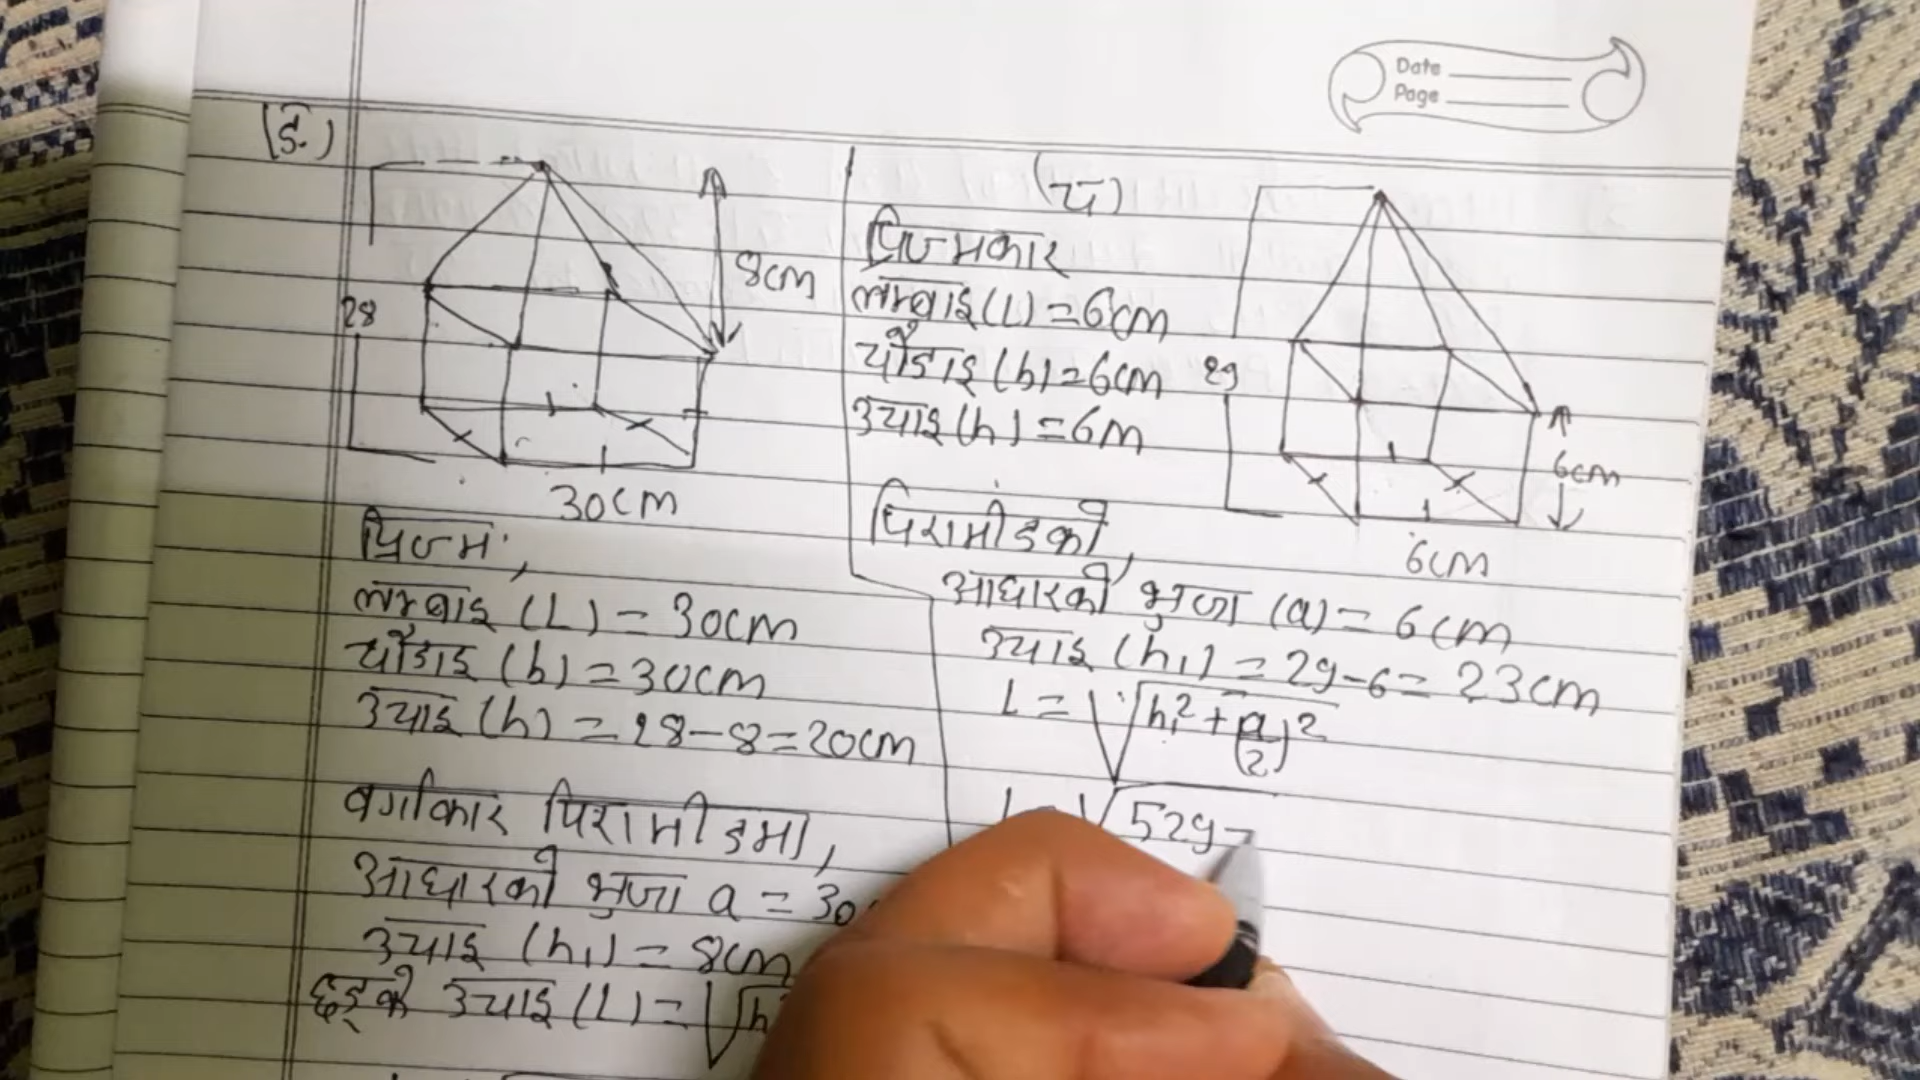 Date
Page
(ङ.)
8cm
28
30cm
प्रिज्म,
लम्बाइ (L) = 30cm
चौडाइ (b) = 30cm
उचाइ (h) = 28-8=20cm
वर्गाकार पिरामीडमा,
आधारको भुजा a = 30
उचाइ (h₁) = 8cm
छड्के उचाइ (L) = √h
(च)
लम्बाइ (L) = 6cm
चौडाइ (b) = 6cm
उचाइ (h) = 6m
29
6cm
6cm
पिरामीडको,
आधारको भुजा (a) = 6cm
उचाइ (h₁) = 29-6= 23cm
L = √h₁² + (a/2)²
L = √529